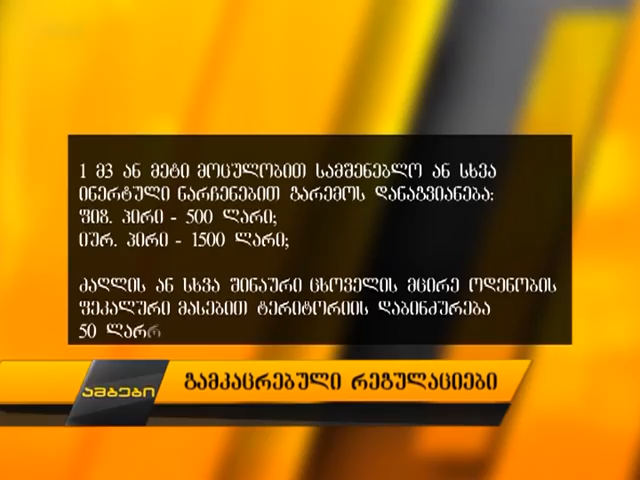 1 მ3 ან მეტი მოცულობით სამშენებლო ან სხვა
ინერტული ნარჩენებით გარემოს დანაგვიანება:
ფიზ. პირი - 500 ლარი;
იურ. პირი - 1500 ლარი;
ძაღლის ან სხვა შინაური ცხოველის მცირე ოდენობის
ფეკალური მასებით ტერიტორიის დაბინძურება
50 ლარ
გამკაცრებული რეგულაციები
ამბები